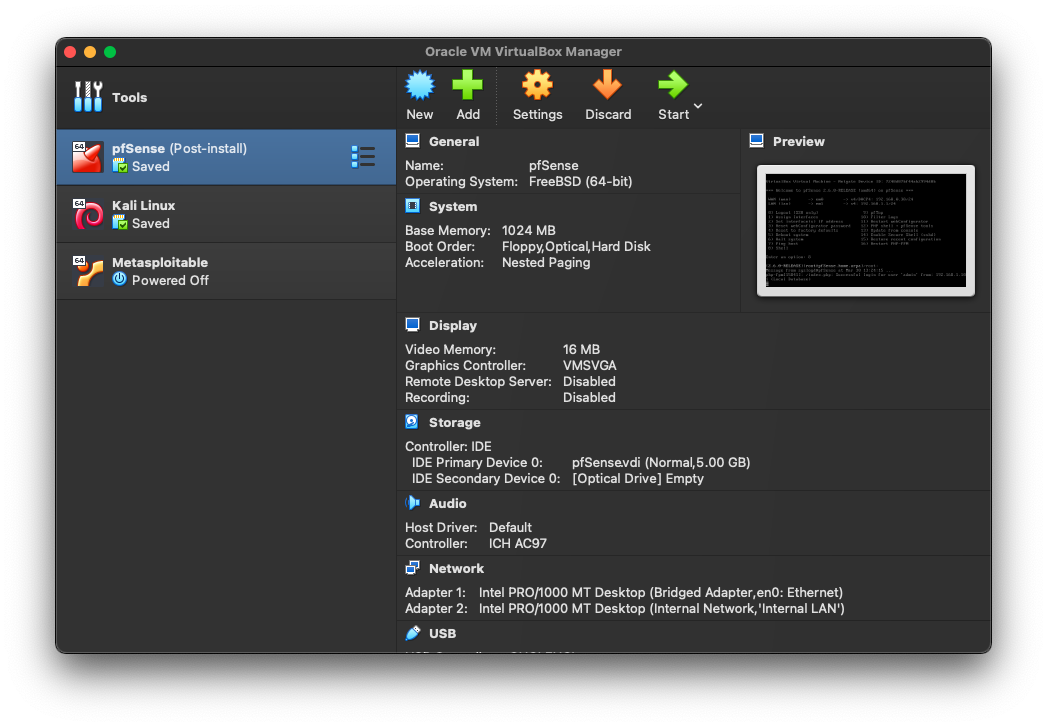 Oracle VM VirtualBox Manager
Tools
64
pfSense (Post-install)
Saved
64
Kali Linux
Saved
64
Metasploitable
Powered Off
New Add Settings Discard Start
General
Name: pfSense
Operating System: FreeBSD (64-bit)
System
Base Memory: 1024 MB
Boot Order: Floppy,Optical,Hard Disk
Acceleration: Nested Paging
Preview
Display
Video Memory: 16 MB
Graphics Controller: VMSVGA
Remote Desktop Server: Disabled
Recording: Disabled
Storage
Controller: IDE
IDE Primary Device 0: pfSense.vdi (Normal,5.00 GB)
IDE Secondary Device 0: [Optical Drive] Empty
Audio
Host Driver: Default
Controller: ICH AC97
Network
Adapter 1: Intel PRO/1000 MT Desktop (Bridged Adapter,en0: Ethernet)
Adapter 2: Intel PRO/1000 MT Desktop (Internal Network,'Internal LAN')
USB